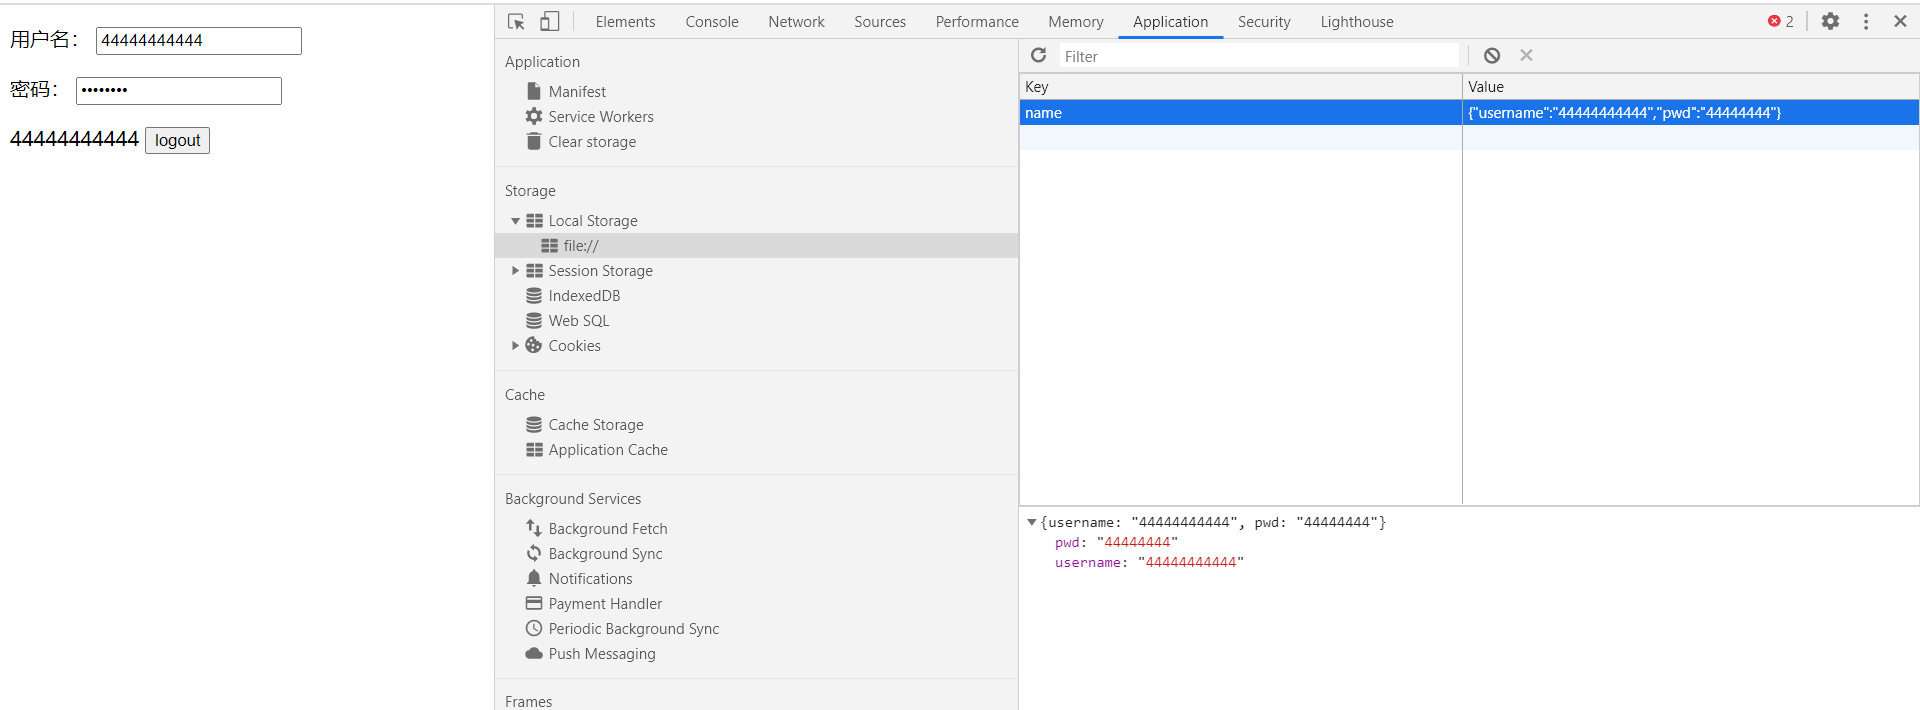 用户名： 44444444444
密码： ••••••••
44444444444 logout
Elements Console Network Sources Performance Memory Application Security Lighthouse 2
Application
Manifest
Service Workers
Clear storage
Storage
Local Storage
file://
Session Storage
IndexedDB
Web SQL
Cookies
Cache
Cache Storage
Application Cache
Background Services
Background Fetch
Background Sync
Notifications
Payment Handler
Periodic Background Sync
Push Messaging
Frames
Filter
Key Value
name {"username":"44444444444","pwd":"44444444"}
{username: "44444444444", pwd: "44444444"}
pwd: "44444444"
username: "44444444444"